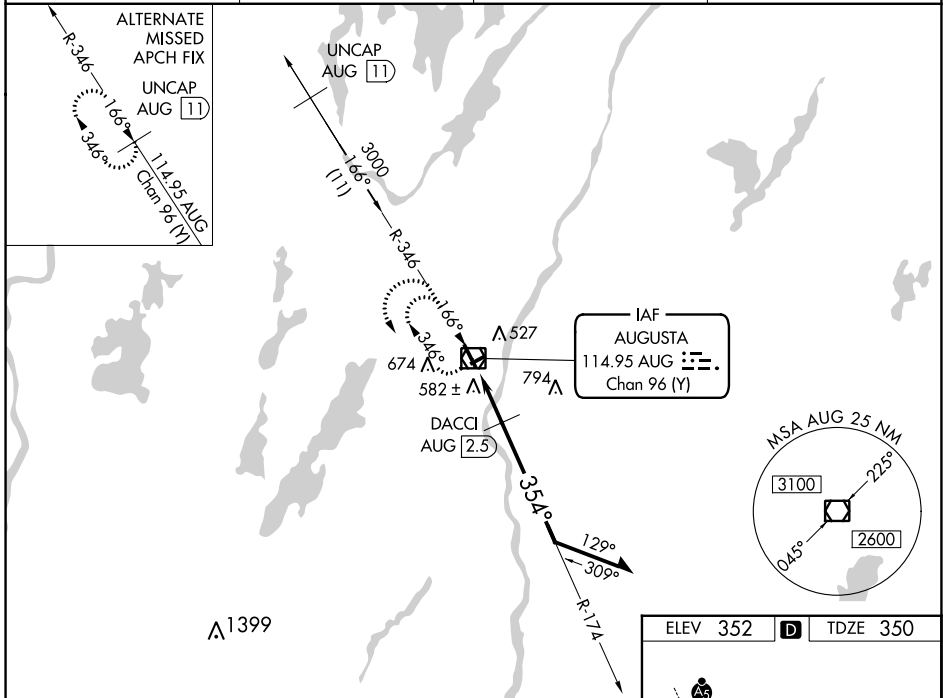 ALTERNATE
MISSED
APCH FIX
R-346
UNCAP
AUG 11
166°
346°
114.95 AUG
Chan 96 (Y)
UNCAP
AUG 11
3000
166°
(11)
R-346
166°
346°
527
674
582 ±
794
IAF
AUGUSTA
114.95 AUG
Chan 96 (Y)
DACCI
AUG 2.5
354°
129°
309°
R-174
MSA AUG 25 NM
3100
225°
045°
2600
1399
ELEV 352 D TDZE 350
A5